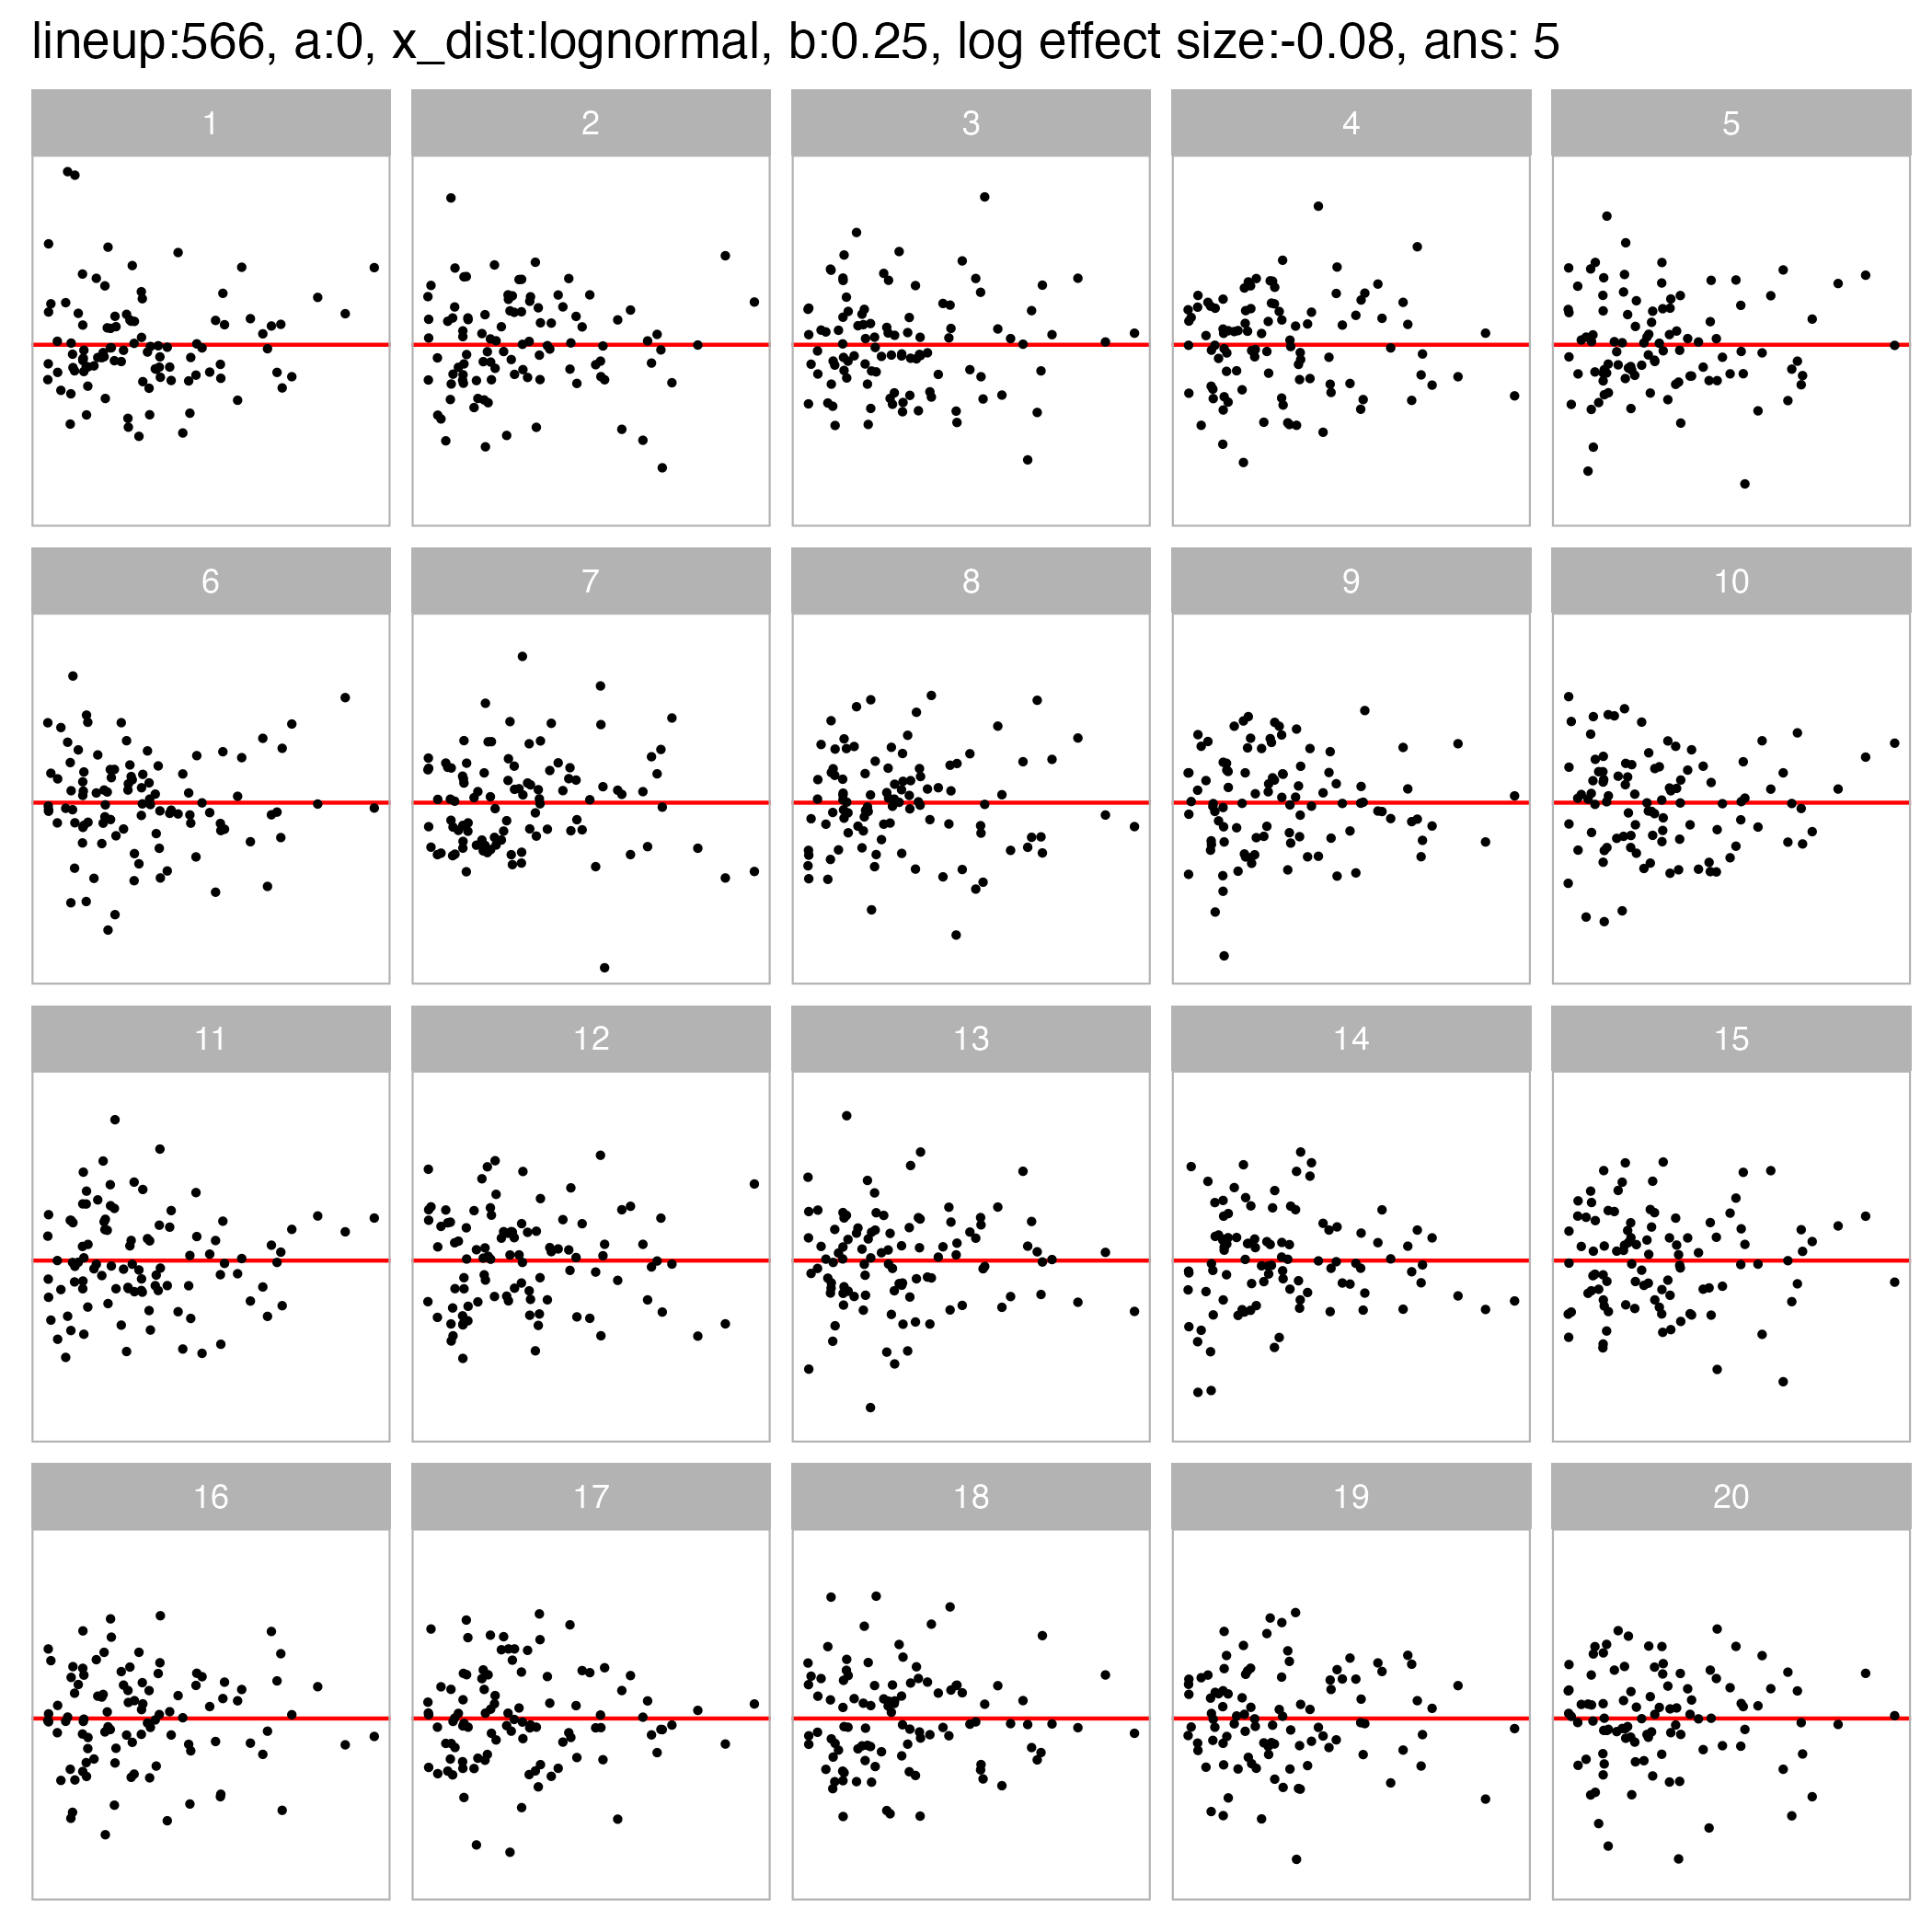 lineup:566, a:0, x_dist:lognormal, b:0.25, log effect size:-0.08, ans: 5
1 2 3 4 5
6 7 8 9 10
11 12 13 14 15
16 17 18 19 20